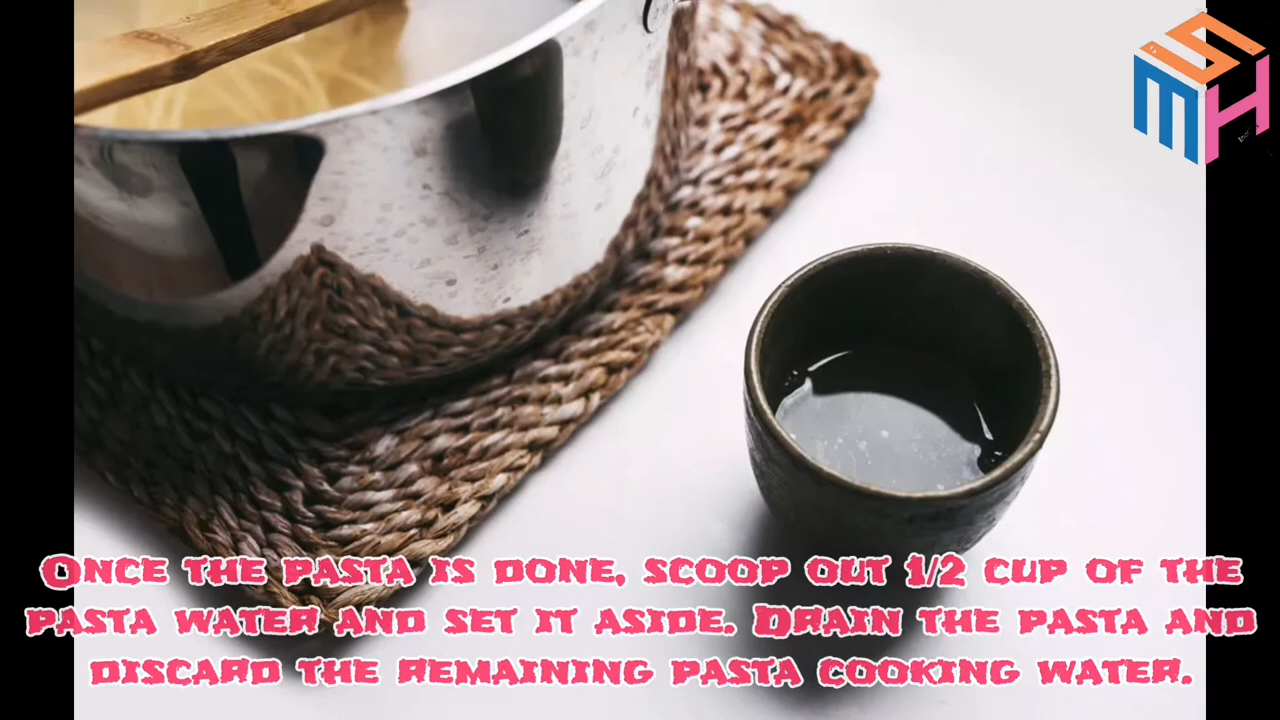 SMH
Once the pasta is done, scoop out 1/2 cup of the
pasta water and set it aside. Drain the pasta and
discard the remaining pasta cooking water.